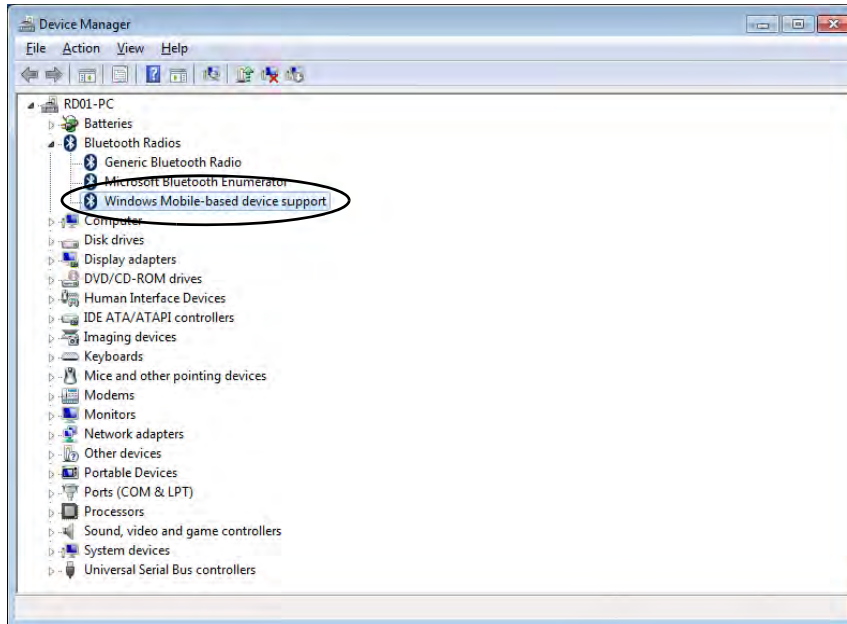 Device Manager
File Action View Help
RD01-PC
Batteries
Bluetooth Radios
Generic Bluetooth Radio
Microsoft Bluetooth Enumerator
Windows Mobile-based device support
Computer
Disk drives
Display adapters
DVD/CD-ROM drives
Human Interface Devices
IDE ATA/ATAPI controllers
Imaging devices
Keyboards
Mice and other pointing devices
Modems
Monitors
Network adapters
Other devices
Portable Devices
Ports (COM & LPT)
Processors
Sound, video and game controllers
System devices
Universal Serial Bus controllers